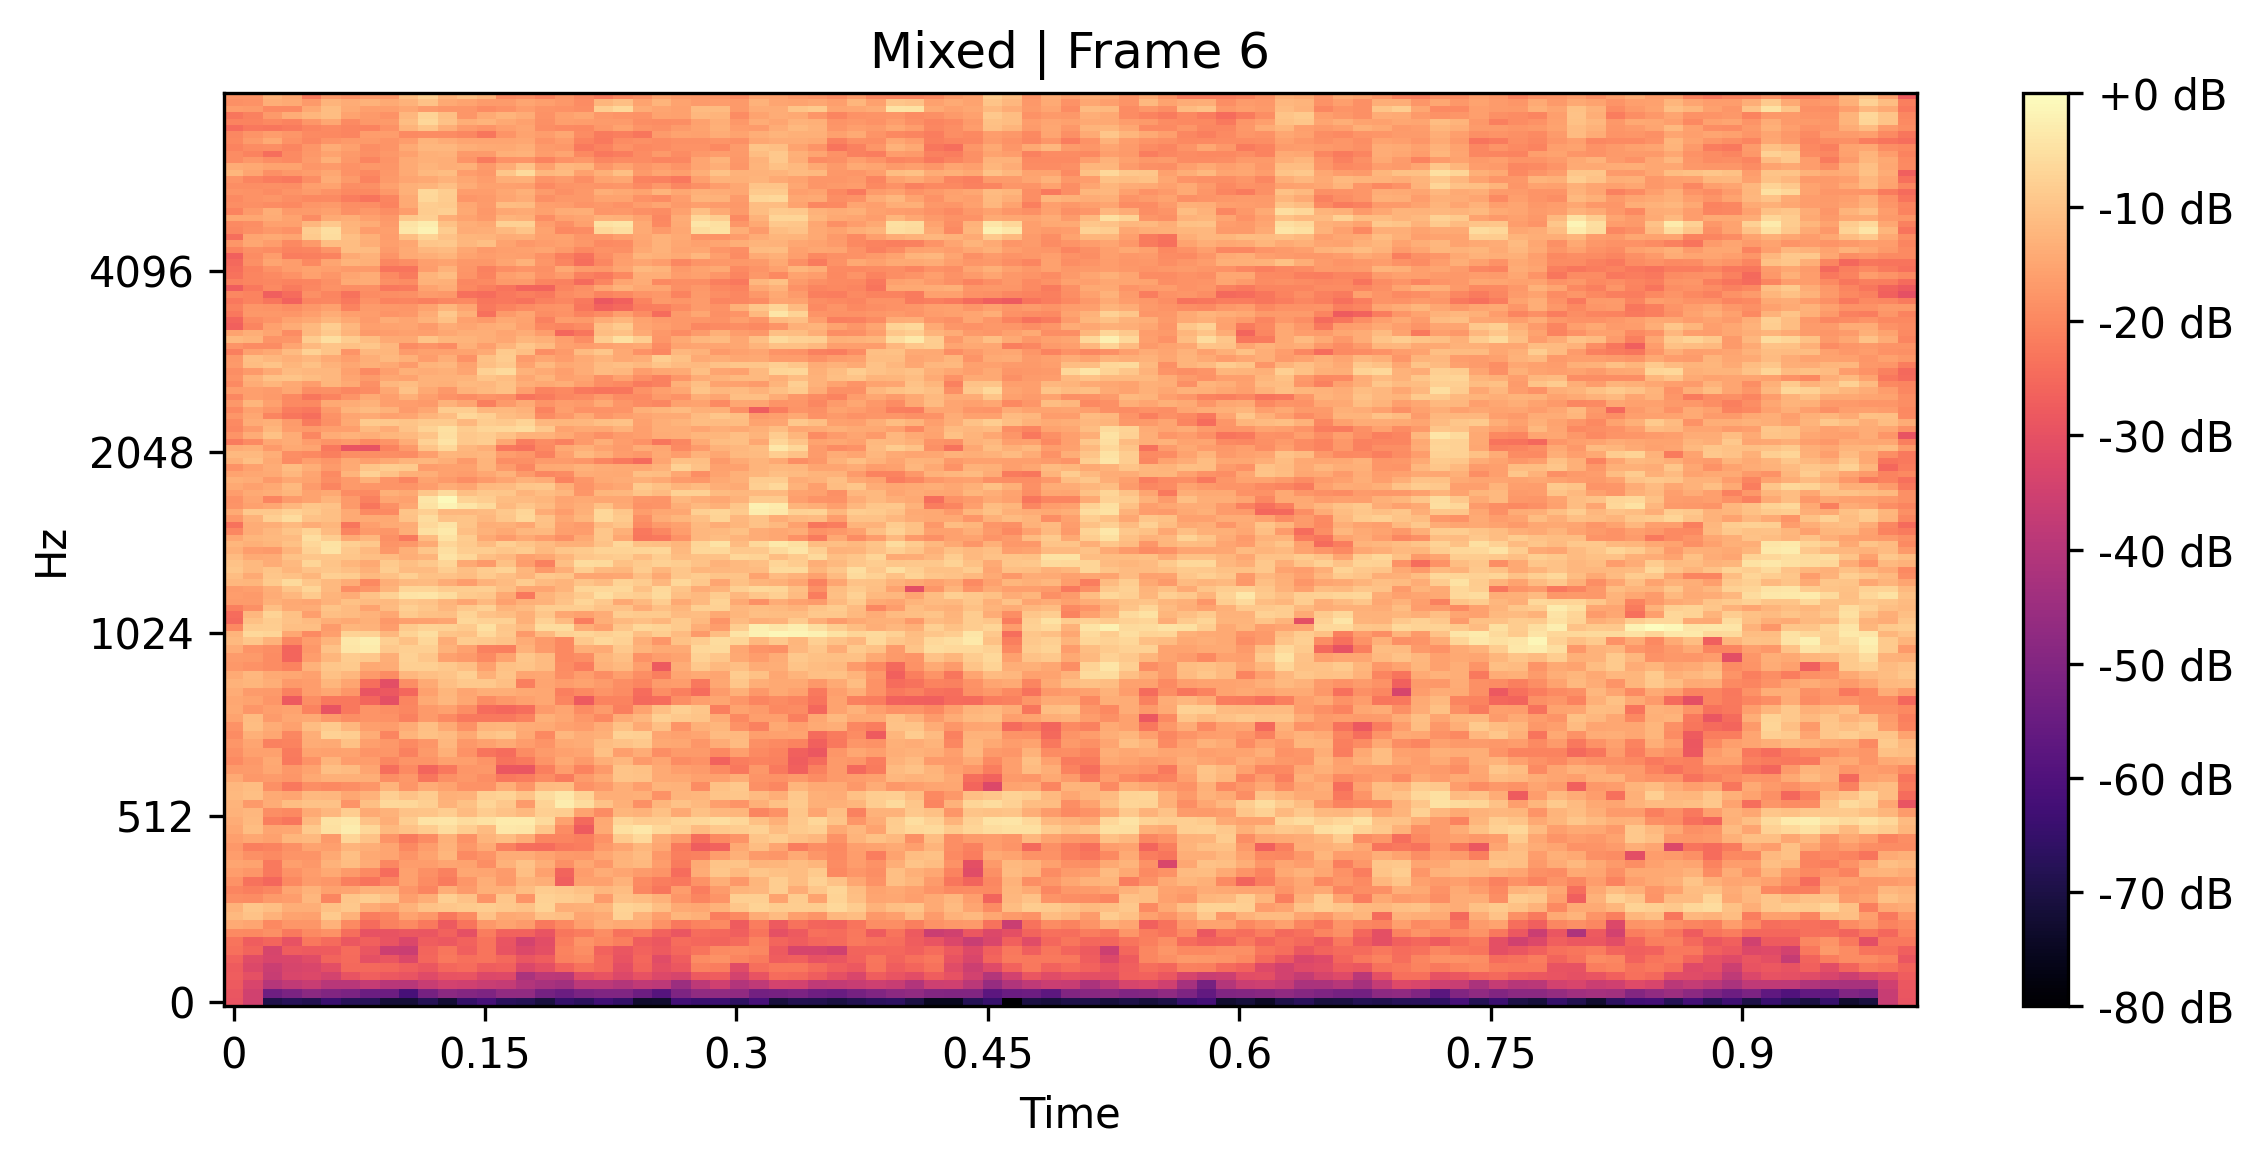 Mixed | Frame 6
+0 dB
-10 dB
-20 dB
-30 dB
-40 dB
-50 dB
-60 dB
-70 dB
-80 dB
4096
2048
1024
512
0
Hz
0 0.15 0.3 0.45 0.6 0.75 0.9
Time